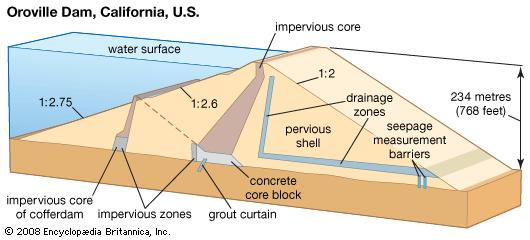 Oroville Dam, California, U.S.
impervious core
water surface
1:2
1:2.75
1:2.6
drainage
zones
234 metres
(768 feet)
pervious
shell
seepage
measurement
barriers
concrete
core block
impervious core
of cofferdam
impervious zones
grout curtain
© 2008 Encyclopædia Britannica, Inc.